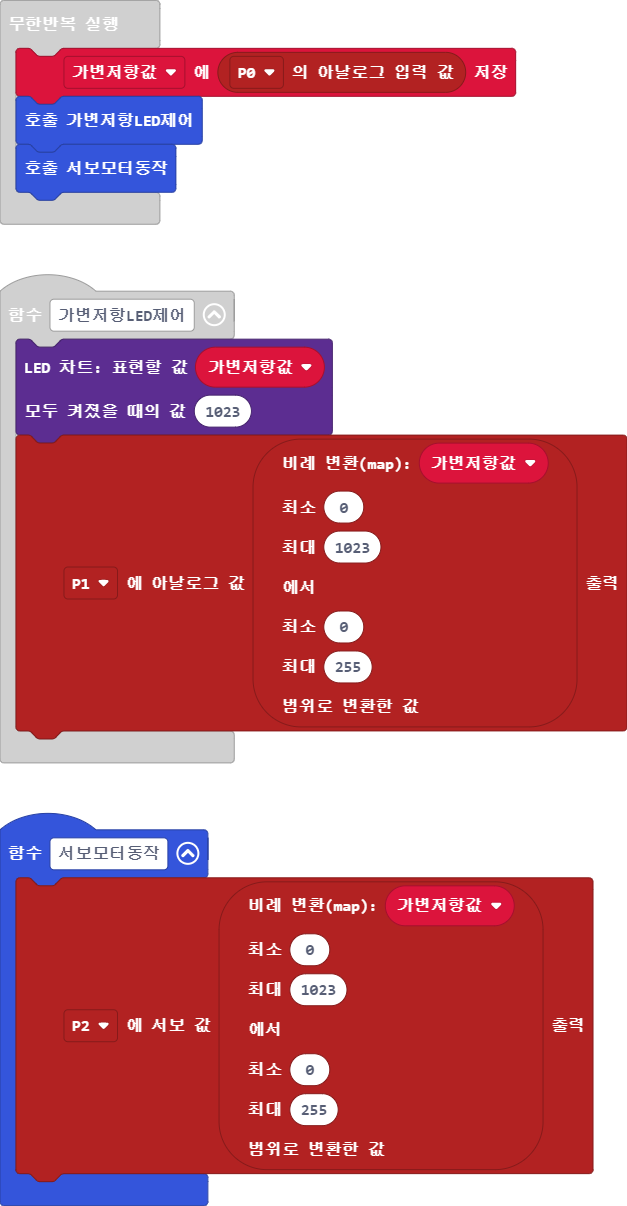 무한반복 실행
가변저항값 에 P0 의 아날로그 입력 값 저장
호출 가변저항LED제어
호출 서보모터동작
함수 가변저항LED제어
LED 차트: 표현할 값 가변저항값
모두 켜졌을 때의 값 1023
비례 변환(map): 가변저항값
최소 0
최대 1023
P1 에 아날로그 값 에서 출력
최소 0
최대 255
범위로 변환한 값
함수 서보모터동작
비례 변환(map): 가변저항값
최소 0
최대 1023
P2 에 서보 값 에서 출력
최소 0
최대 255
범위로 변환한 값